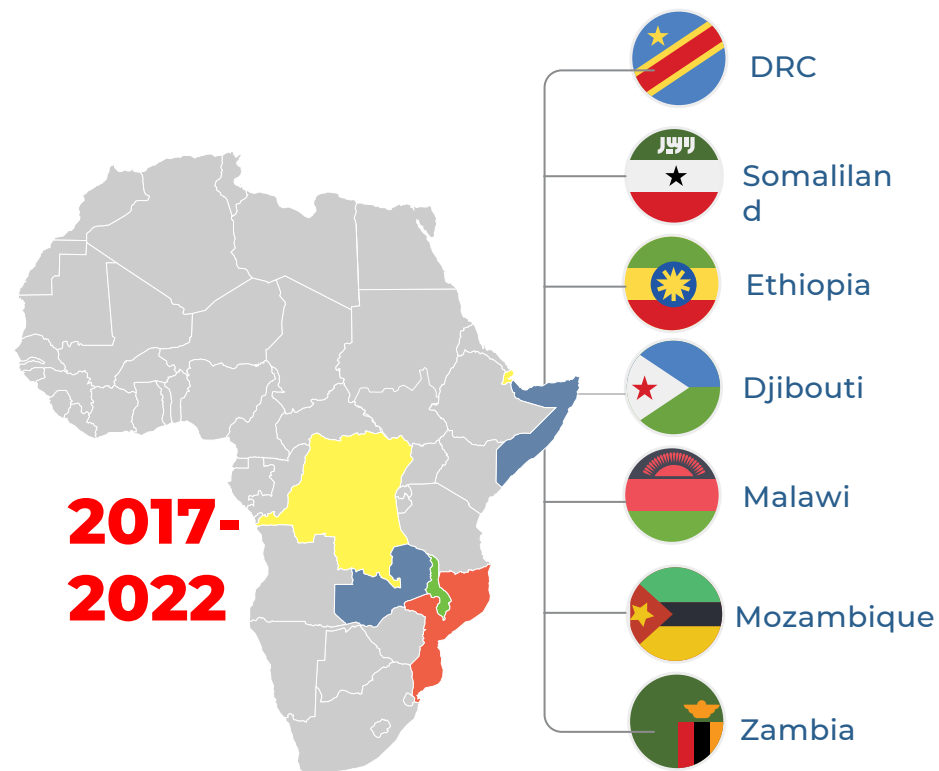 DRC
Somalilan
d
Ethiopia
Djibouti
Malawi
2017-
2022
Mozambique
Zambia